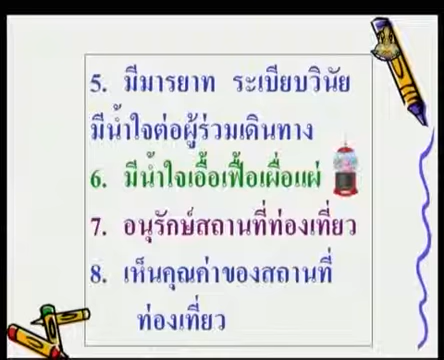 5. มีมารยาท ระเบียบวินัย
มีน้ำใจต่อผู้ร่วมเดินทาง
6. มีน้ำใจเอื้อเฟื้อเผื่อแผ่
7. อนุรักษ์สถานที่ท่องเที่ยว
8. เห็นคุณค่าของสถานที่
ท่องเที่ยว